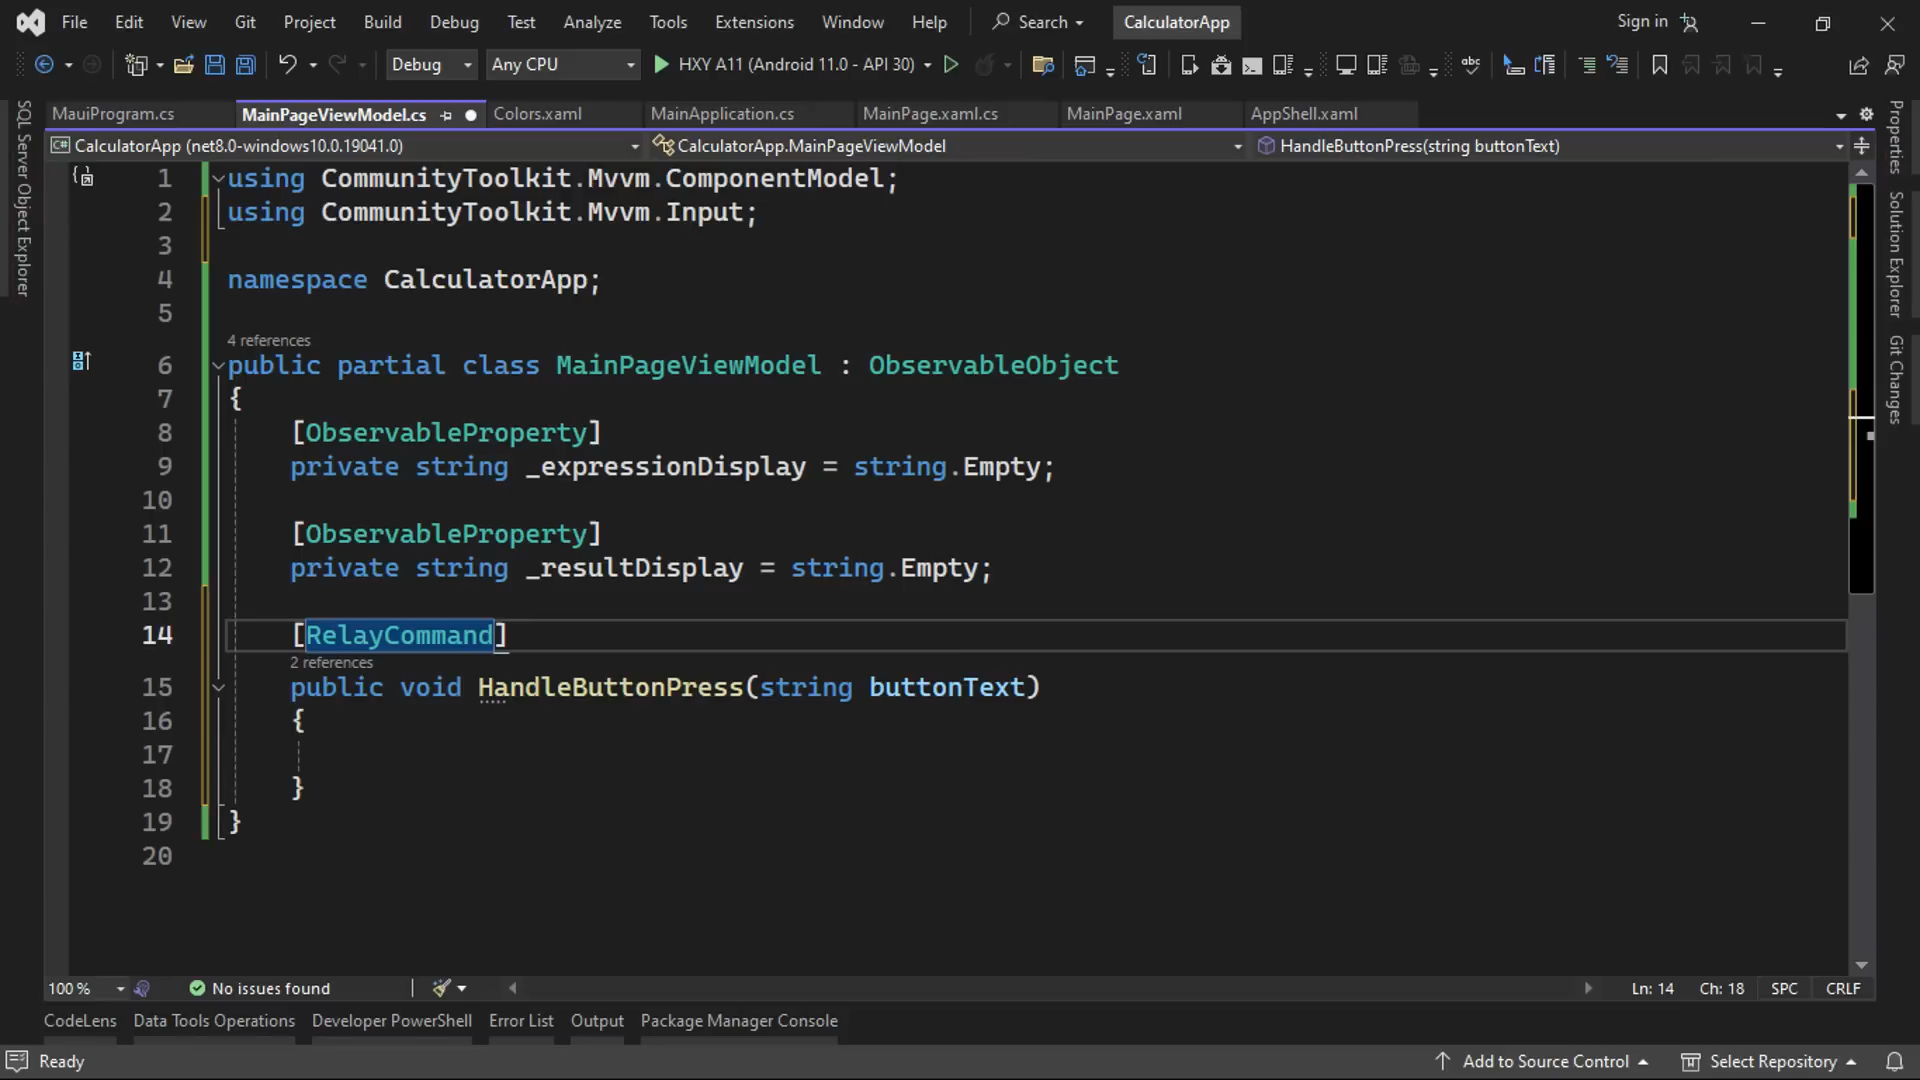 File Edit View Git Project Build Debug Test Analyze Tools Extensions Window Help Search CalculatorApp Sign in
Debug Any CPU HXY A11 (Android 11.0 - API 30)
MauiProgram.cs MainPageViewModel.cs Colors.xaml MainApplication.cs MainPage.xaml.cs MainPage.xaml AppShell.xaml
CalculatorApp (net8.0-windows10.0.19041.0) CalculatorApp.MainPageViewModel HandleButtonPress(string buttonText)
SQL Server Object Explorer
1 using CommunityToolkit.Mvvm.ComponentModel;
2 using CommunityToolkit.Mvvm.Input;
3
4 namespace CalculatorApp;
5
4 references
6 public partial class MainPageViewModel : ObservableObject
7 {
8 [ObservableProperty]
9 private string _expressionDisplay = string.Empty;
10
11 [ObservableProperty]
12 private string _resultDisplay = string.Empty;
13
14 [RelayCommand]
2 references
15 public void HandleButtonPress(string buttonText)
16 {
17
18 }
19 }
20
Properties
Solution Explorer
Git Changes
100 % No issues found Ln: 14 Ch: 18 SPC CRLF
CodeLens Data Tools Operations Developer PowerShell Error List Output Package Manager Console
Ready Add to Source Control Select Repository